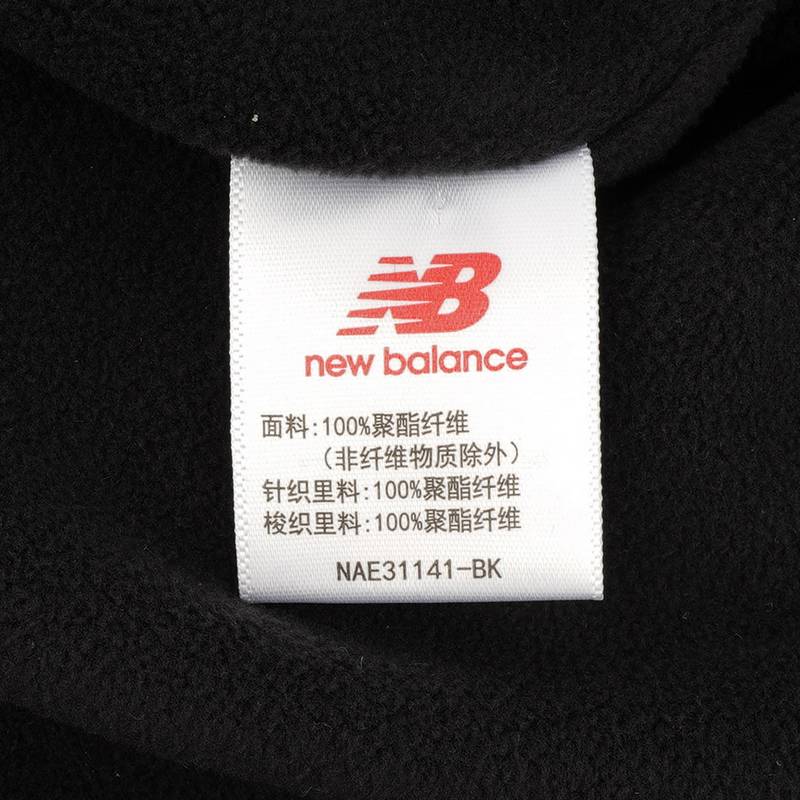 NB
new balance
面料:100%聚酯纤维
(非纤维物质除外)
针织里料:100%聚酯纤维
梭织里料:100%聚酯纤维
NAE31141-BK